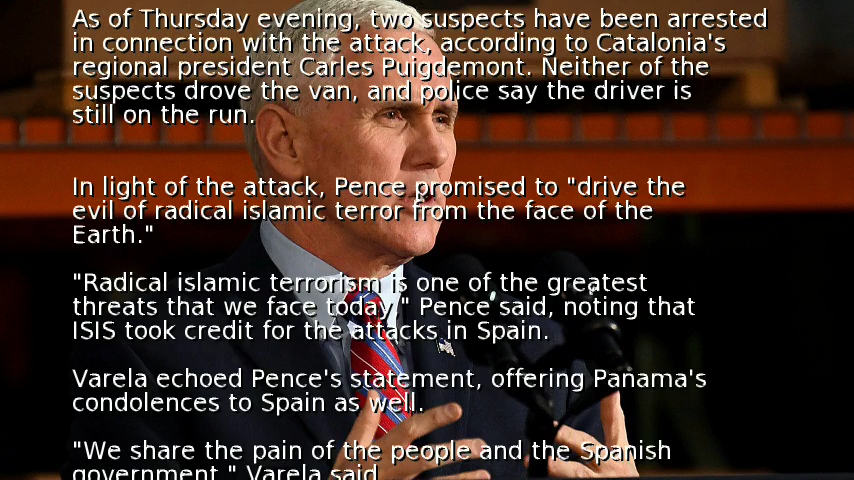 As of Thursday evening, two suspects have been arrested
in connection with the attack, according to Catalonia's
regional president Carles Puigdemont. Neither of the
suspects drove the van, and police say the driver is
still on the run.
In light of the attack, Pence promised to "drive the
evil of radical islamic terror from the face of the
Earth."
"Radical islamic terrorism is one of the greatest
threats that we face today," Pence said, noting that
ISIS took credit for the attacks in Spain.
Varela echoed Pence's statement, offering Panama's
condolences to Spain as well.
"We share the pain of the people and the Spanish
government," Varela said